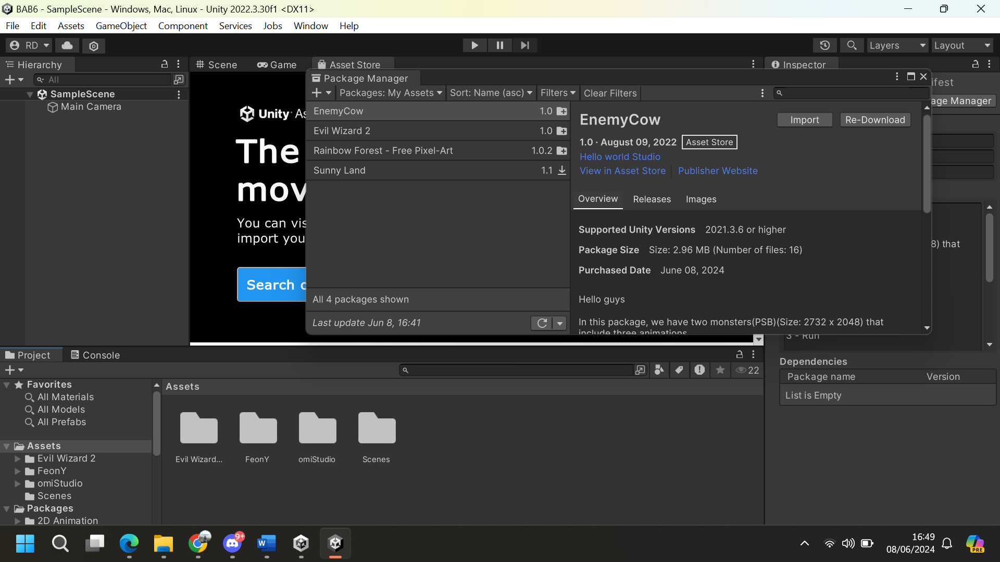 BAB6 - SampleScene - Windows, Mac, Linux - Unity 2022.3.30f1 <DX11>
File Edit Assets GameObject Component Services Jobs Window Help
RD Layers Layout
Hierarchy Scene Game Asset Store Inspector
All
SampleScene
Main Camera
Package Manager
Packages: My Assets Sort: Name (asc) Filters Clear Filters
EnemyCow 1.0
Evil Wizard 2 1.0
Rainbow Forest - Free Pixel-Art 1.0.2
Sunny Land 1.1
All 4 packages shown
Last update Jun 8, 16:41
EnemyCow Import Re-Download
1.0 · August 09, 2022 Asset Store
Hello world Studio
View in Asset Store Publisher Website
Overview Releases Images
Supported Unity Versions 2021.3.6 or higher
Package Size Size: 2.96 MB (Number of files: 16)
Purchased Date June 08, 2024
Hello guys
In this package, we have two monsters(PSB)(Size: 2732 x 2048) that
include three animations
Unity As
The
mov
You can vis
import you
Search
ifest
age Manager
8) that
3 - Run
Dependencies
Package name Version
List is Empty
Project Console
22
Favorites
All Materials
All Models
All Prefabs
Assets
Evil Wizard 2
FeonY
omiStudio
Scenes
Packages
2D Animation
Assets
Evil Wizard... FeonY omiStudio Scenes
9+
W
PRE
16:49
08/06/2024